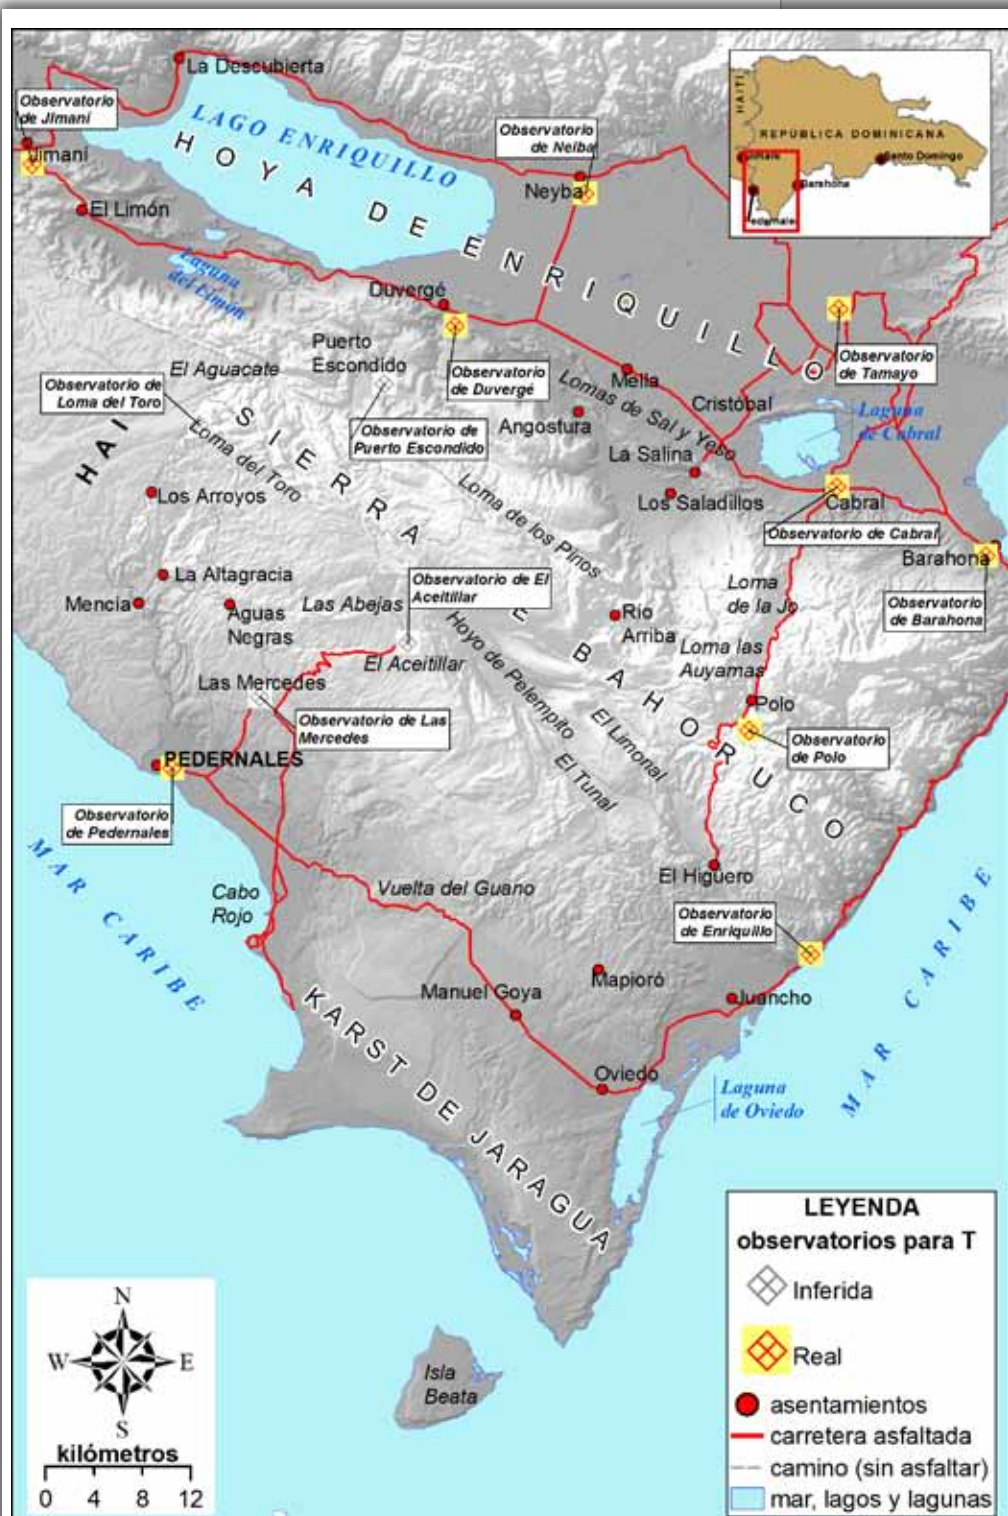 La Descubierta
LAGO ENRIQUILLO
HOYA DE ENRIQUILLO
Observatorio
de Jimaní
Jimaní
El Limón
Laguna
del Limón
Observatorio
de Neiba
Neyba
HAITÍ
REPÚBLICA DOMINICANA
Santo Domingo
Barahona
Duvergé
Observatorio
de Duvergé
Puerto
Escondido
El Aguacate
Observatorio de
Loma del Toro
Observatorio de
Puerto Escondido
Loma del Toro
HAI
SIERRA DE BAHORUCO
Mella
Cristóbal
Lomas de Sal y Yeso
Angostura
La Salina
Los Saladillos
Observatorio
de Tamayo
Laguna
de Cabral
Cabral
Observatorio de Cabral
Barahona
Observatorio
de Barahona
Los Arroyos
La Altagracia
Mencia
Aguas
Negras
Las Abejas
Loma de los Pinos
Observatorio de El
Aceitillar
El Aceitillar
Hoyo de Pelempito
Rio
Arriba
Loma
de la Jo
Loma las
Auyamas
Las Mercedes
Observatorio de Las
Mercedes
El Limonal
El Tunal
Polo
Observatorio
de Polo
PEDERNALES
Observatorio
de Pedernales
MAR CARIBE
Cabo
Rojo
Vuelta del Guano
El Higuero
Observatorio
de Enriquillo
Manuel Goya
Mapioró
Juancho
MAR CARIBE
Oviedo
Laguna
de Oviedo
KARST DE JARAGUA
Isla
Beata
N
W
E
S
kilómetros
0 4 8 12
LEYENDA
observatorios para T
Inferida
Real
asentamientos
carretera asfaltada
camino (sin asfaltar)
mar, lagos y lagunas